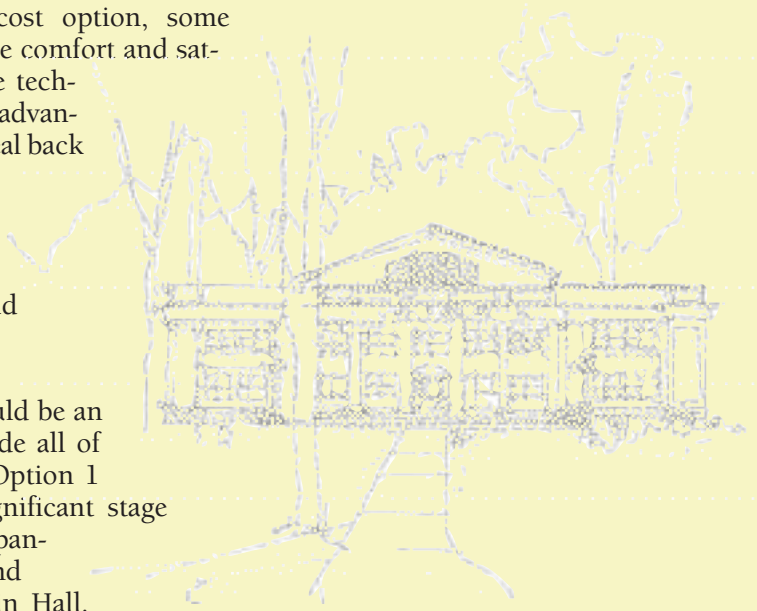 cost option, some
e comfort and sat-
e tech-
advan-
al back
d
uld be an
de all of
Option 1
gnificant stage
pan-
nd
n Hall.